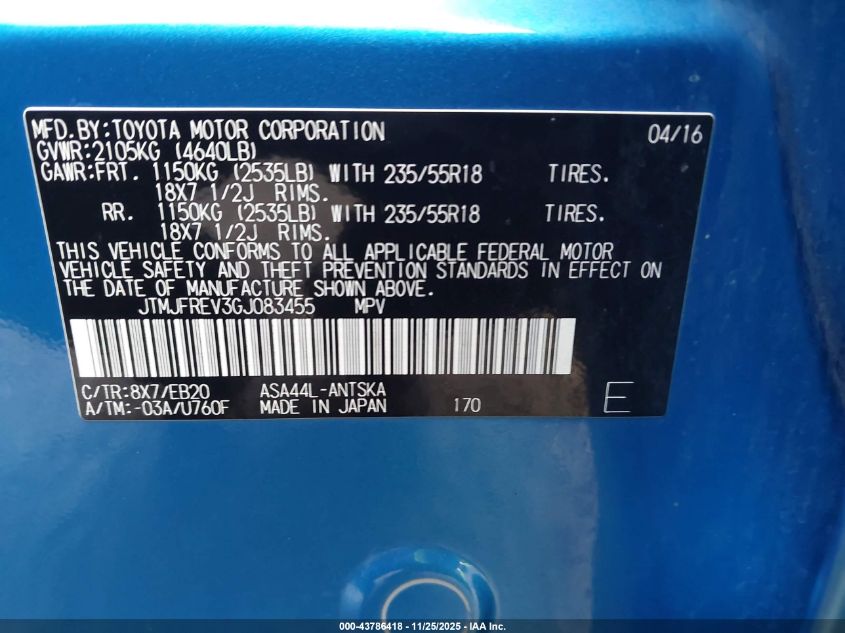 MFD.BY:TOYOTA MOTOR CORPORATION 04/16
GVWR:2105KG (4640LB)
GAWR:FRT. 1150KG (2535LB) WITH 235/55R18 TIRES.
18X7 1/2J RIMS.
RR. 1150KG (2535LB) WITH 235/55R18 TIRES.
18X7 1/2J RIMS.
THIS VEHICLE CONFORMS TO ALL APPLICABLE FEDERAL MOTOR
VEHICLE SAFETY AND THEFT PREVENTION STANDARDS IN EFFECT ON
THE DATE OF MANUFACTURE SHOWN ABOVE.
JTMJFREV3GJ083455 MPV
C/TR:8X7/EB20 ASA44L-ANTSKA
A/TM:-03A/U760F MADE IN JAPAN 170 E
000-43786418 - 11/25/2025 - IAA Inc.